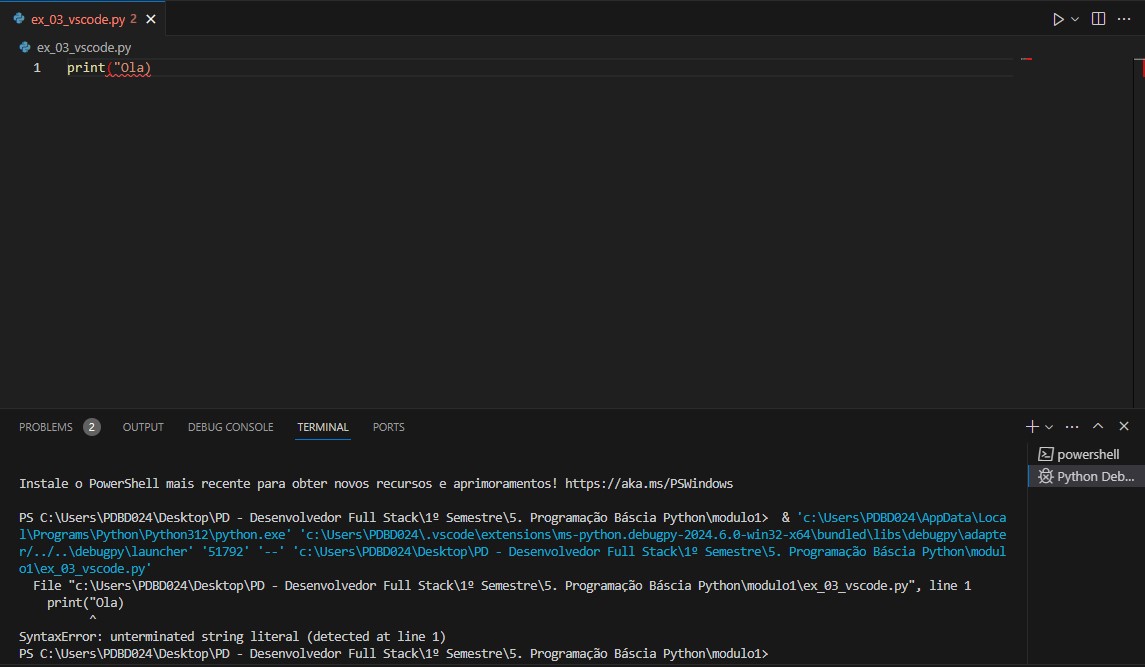 ex_03_vscode.py 2
ex_03_vscode.py
1 print("Ola)
PROBLEMS 2 OUTPUT DEBUG CONSOLE TERMINAL PORTS
powershell
Python Deb...
Instale o PowerShell mais recente para obter novos recursos e aprimoramentos! https://aka.ms/PSWindows
PS C:\Users\PDBD024\Desktop\PD - Desenvolvedor Full Stack\1º Semestre\5. Programação Báscia Python\modulo1>  & 'c:\Users\PDBD024\AppData\Loca
l\Programs\Python\Python312\python.exe' 'c:\Users\PDBD024\.vscode\extensions\ms-python.debugpy-2024.6.0-win32-x64\bundled\libs\debugpy\adapte
r/../..\debugpy\launcher' '51792' '--' 'c:\Users\PDBD024\Desktop\PD - Desenvolvedor Full Stack\1º Semestre\5. Programação Báscia Python\modul
o1\ex_03_vscode.py'
File "c:\Users\PDBD024\Desktop\PD - Desenvolvedor Full Stack\1º Semestre\5. Programação Báscia Python\modulo1\ex_03_vscode.py", line 1
print("Ola)
^
SyntaxError: unterminated string literal (detected at line 1)
PS C:\Users\PDBD024\Desktop\PD - Desenvolvedor Full Stack\1º Semestre\5. Programação Báscia Python\modulo1>